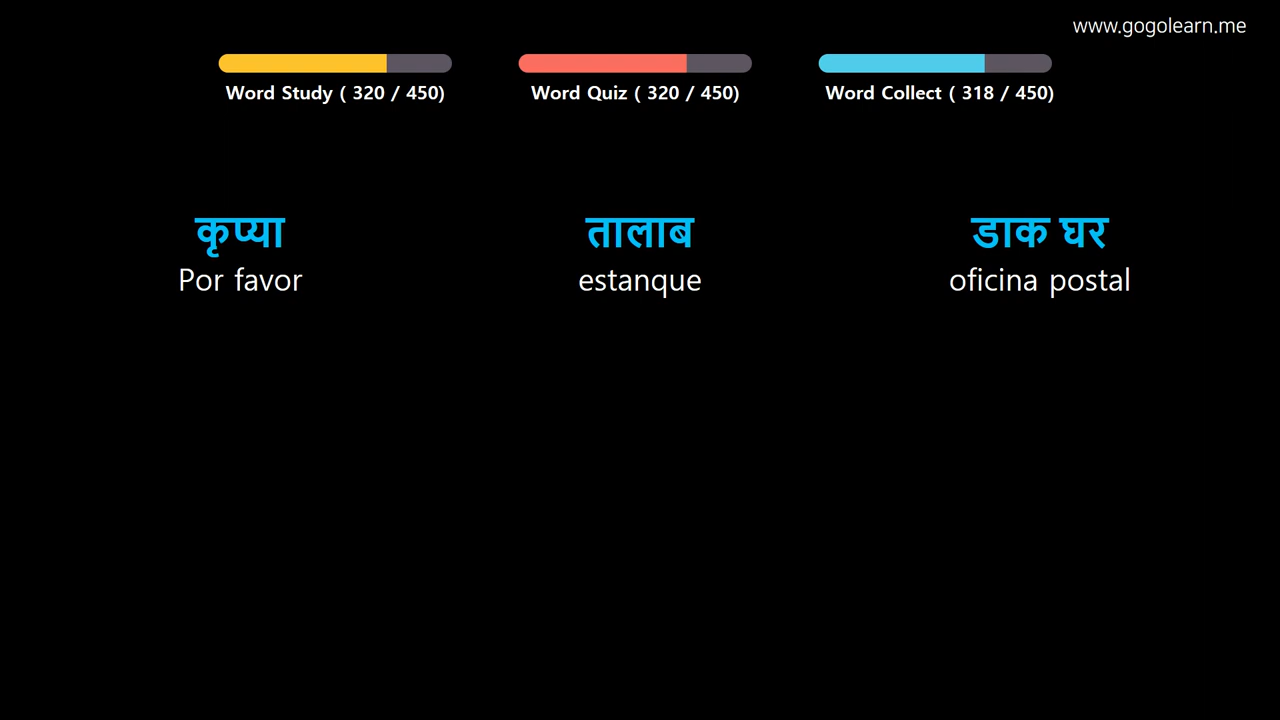 www.gogolearn.me
Word Study ( 320 / 450)
Word Quiz ( 320 / 450)
Word Collect ( 318 / 450)
कृप्या
Por favor
तालाब
estanque
डाक घर
oficina postal